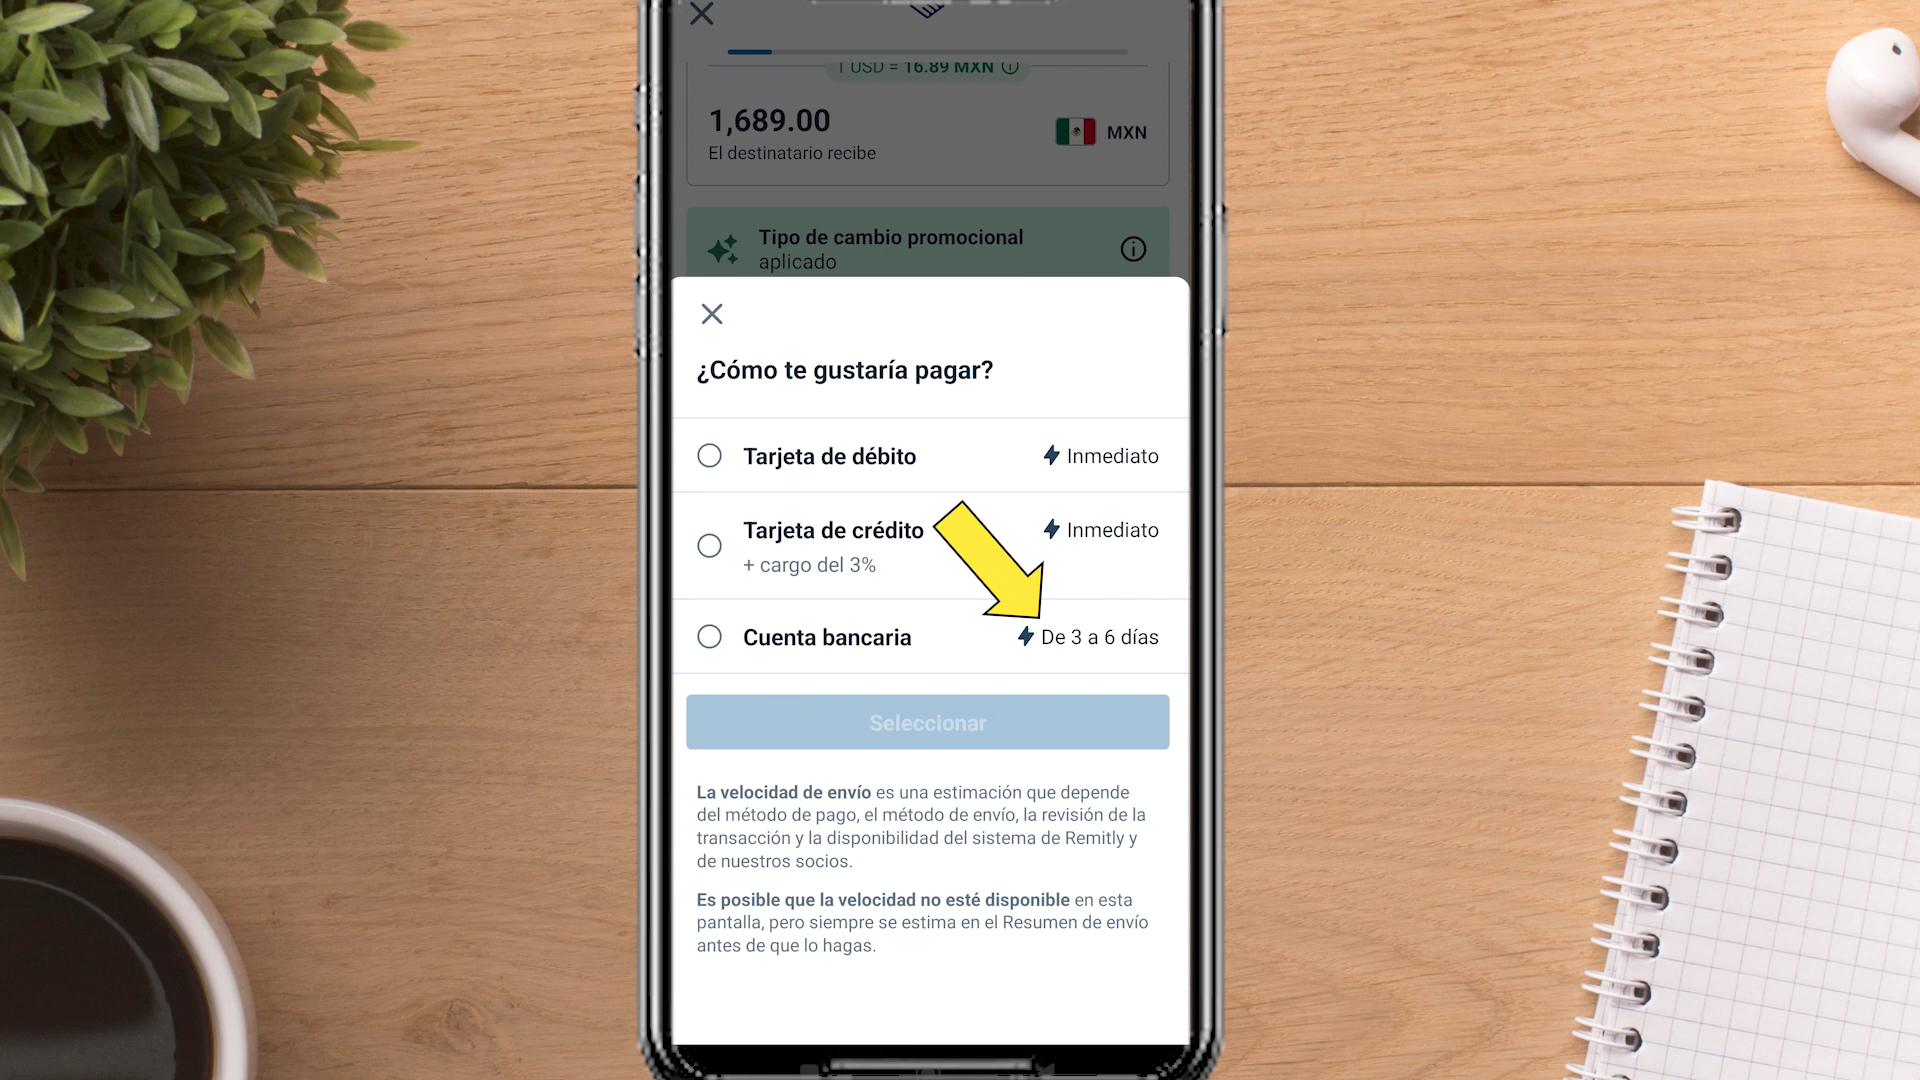 1 USD = 16.89 MXN
1,689.00
MXN
El destinatario recibe
Tipo de cambio promocional
aplicado
¿Cómo te gustaría pagar?
Tarjeta de débito
Inmediato
Tarjeta de crédito
Inmediato
+ cargo del 3%
Cuenta bancaria
De 3 a 6 días
Seleccionar
La velocidad de envío es una estimación que depende
del método de pago, el método de envío, la revisión de la
transacción y la disponibilidad del sistema de Remitly y
de nuestros socios.
Es posible que la velocidad no esté disponible en esta
pantalla, pero siempre se estima en el Resumen de envío
antes de que lo hagas.